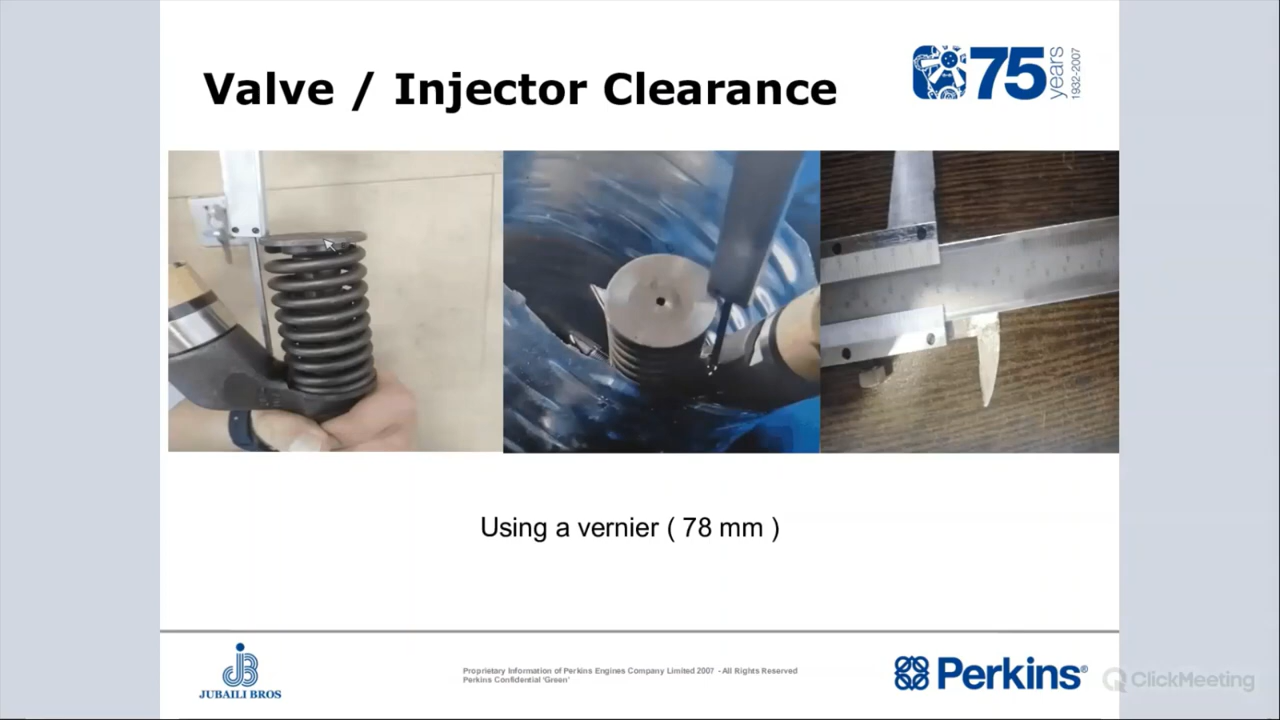 Valve / Injector Clearance
75
years
1932-2007
Using a vernier ( 78 mm )
JB
JUBAILI BROS
Proprietary Information of Perkins Engines Company Limited 2007 - All Rights Reserved
Perkins Confidential 'Green'
Perkins®
ClickMeeting